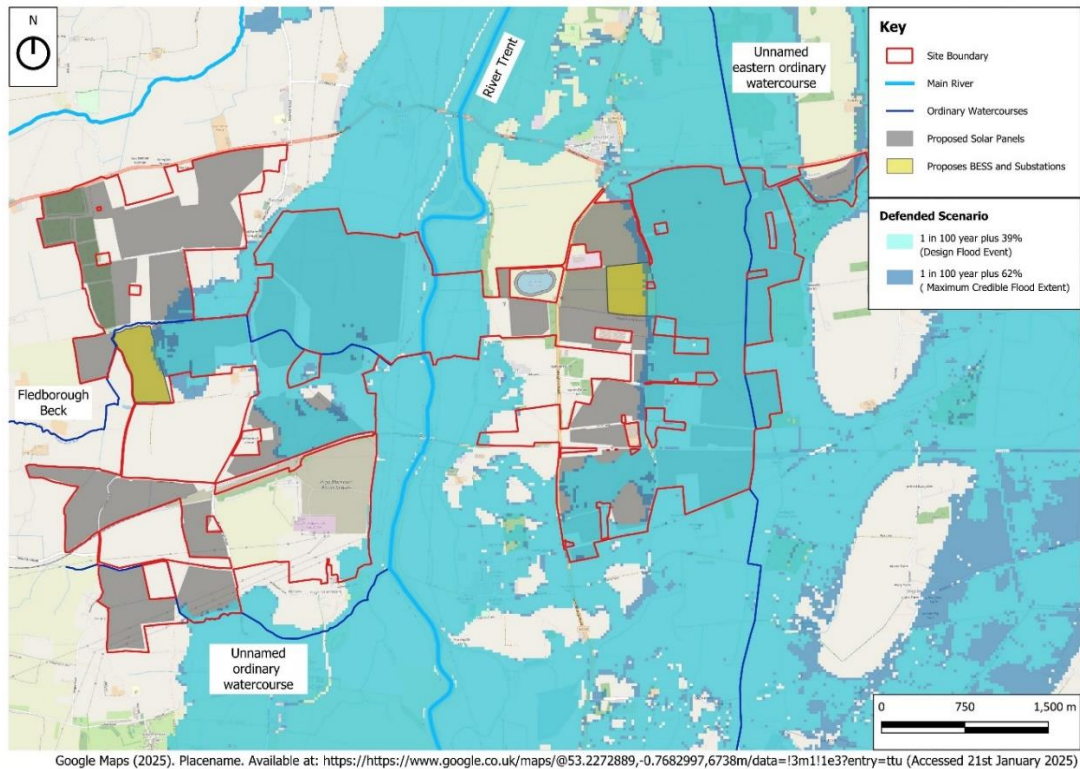 N
River Trent
Unnamed
eastern ordinary
watercourse
Key
Site Boundary
Main River
Ordinary Watercourses
Proposed Solar Panels
Proposes BESS and Substations
Defended Scenario
1 in 100 year plus 39%
(Design Flood Event)
1 in 100 year plus 62%
( Maximum Credible Flood Extent)
Fledborough
Beck
Unnamed
ordinary
watercourse
0 750 1,500 m
Google Maps (2025). Placename. Available at: https://https://www.google.co.uk/maps/@53.2272889,-0.7682997,6738m/data=!3m1!1e3?entry=ttu (Accessed 21st January 2025)